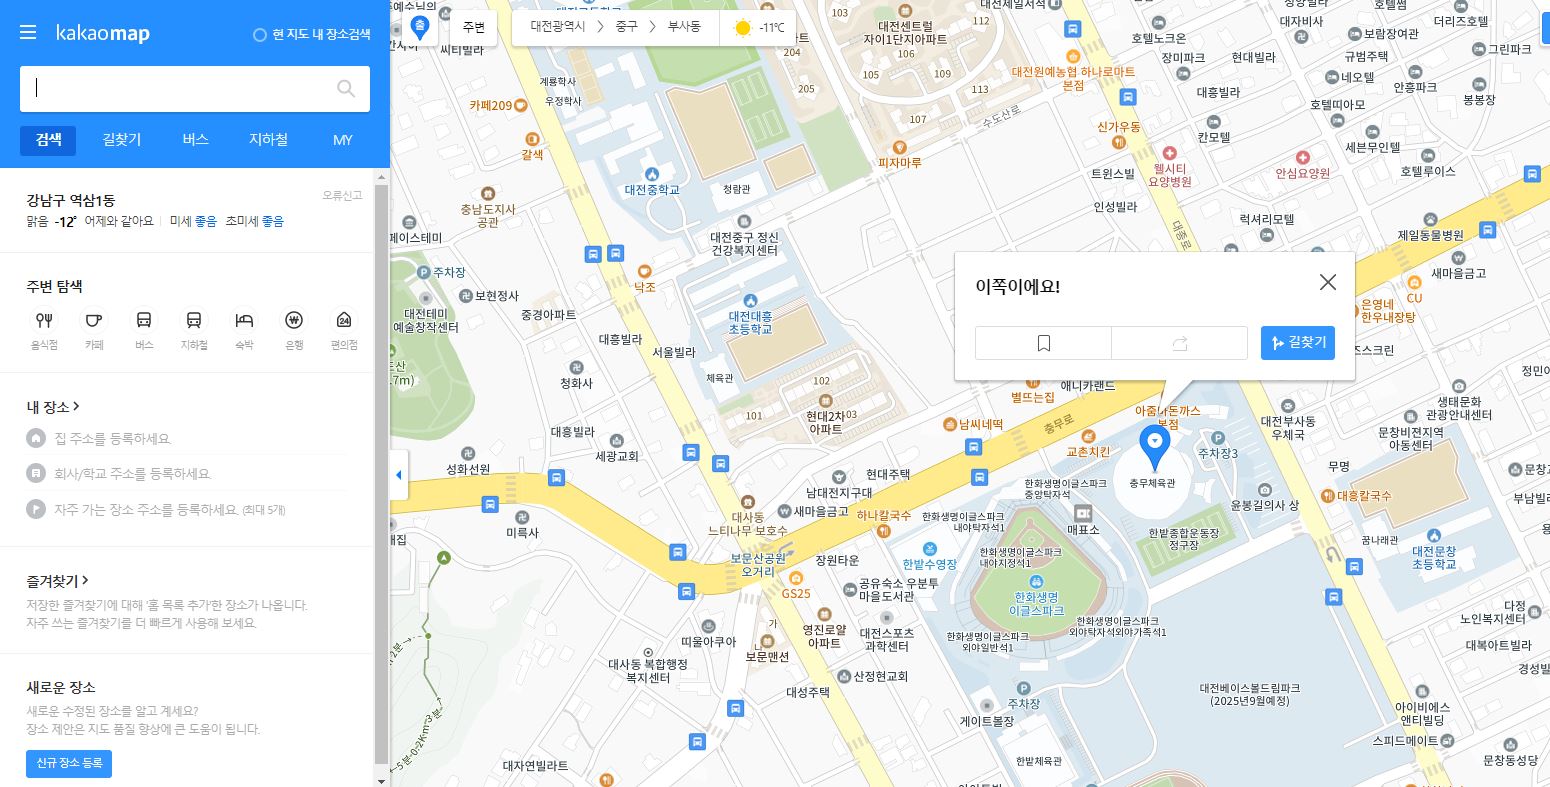 kakaomap
현 지도 내 장소검색
검색
길찾기
버스
지하철
MY
강남구 역삼1동
오류신고
맑음 -12° 어제와 같아요 미세 좋음 초미세 좋음
주변 탐색
음식점
카페
버스
지하철
숙박
은행
편의점
내 장소
집 주소를 등록하세요.
회사/학교 주소를 등록하세요.
자주 가는 장소 주소를 등록하세요. (최대 5개)
즐겨찾기
저장한 즐겨찾기에 대해 '홈 목록 추가'한 장소가 나옵니다.
자주 쓰는 즐겨찾기를 더 빠르게 사용해 보세요.
새로운 장소
새로운 수정된 장소를 알고 계세요?
장소 제안은 지도 품질 향상에 큰 도움이 됩니다.
신규 장소 등록
출
주변
대전광역시
중구
부사동
-11℃
이쪽이에요!
길찾기
씨티빌라
계룡학사
우정학사
카페209
갈색
대전중학교
청람관
충남도지사
공관
페이스테미
주차장
보현정사
대전테미
예술창작센터
중경아파트
대전중구 정신
건강복지센터
낙조
대흥빌라
서울빌라
대전대흥
초등학교
체육관
청화사
대흥빌라
세광교회
성화선원
미륵사
101
102
103
현대2차
아파트
204
205
105
106
109
107
112
113
대전센트럴
자이1단지아파트
대전제일저서석
대전원예농협 하나로마트
본점
수도산로
피자마루
신가우동
웰시티
요양병원
트윈스빌
인성빌라
대종로
호텔노크온
장미파크
현대빌라
대흥빌라
칸모텔
대자비사
호텔썸
더리즈호텔
보람장여관
그린파크
규범주택
네오텔
안흥파크
봉봉장
호텔띠아모
세븐무인텔
안심요양원
호텔루이스
럭셔리모텔
제일동물병원
새마을금고
CU
은영네
한우내장탕
별뜨는집
애니카랜드
충무로
남씨네떡
교촌치킨
아줌마돈까스
본점
주차장3
충무체육관
대전부사동
우체국
생태문화
관광안내센터
문창비젼지역
아동센터
무명
대흥칼국수
윤봉길의사 상
꿈나래관
대전문창
초등학교
현대주택
남대전지구대
새마을금고
하나칼국수
대사동
느티나무 보호수
보문산공원
오거리
GS25
장원타운
한밭수영장
공유숙소 우분투
마을도서관
한화생명이글스파크
중앙탁자석
한화생명이글스파크
내야탁자석1
한화생명이글스파크
내야지정석1
매표소
한밭종합운동장
정구장
한화생명
이글스파크
한화생명이글스파크
외야탁자석외야가족석1
한화생명이글스파크
외야일반석1
띠울아쿠아
영진로얄
아파트
보문맨션
대전스포츠
과학센터
대사동 복합행정
복지센터
산정현교회
대성주택
주차장
게이트볼장
대전베이스볼드림파크
(2025년9월예정)
한밭체육관
대자연빌라트
다정
노인복지센터
대복아트빌라
아이비에스
앤티빌딩
스피드메이트
문창동성당